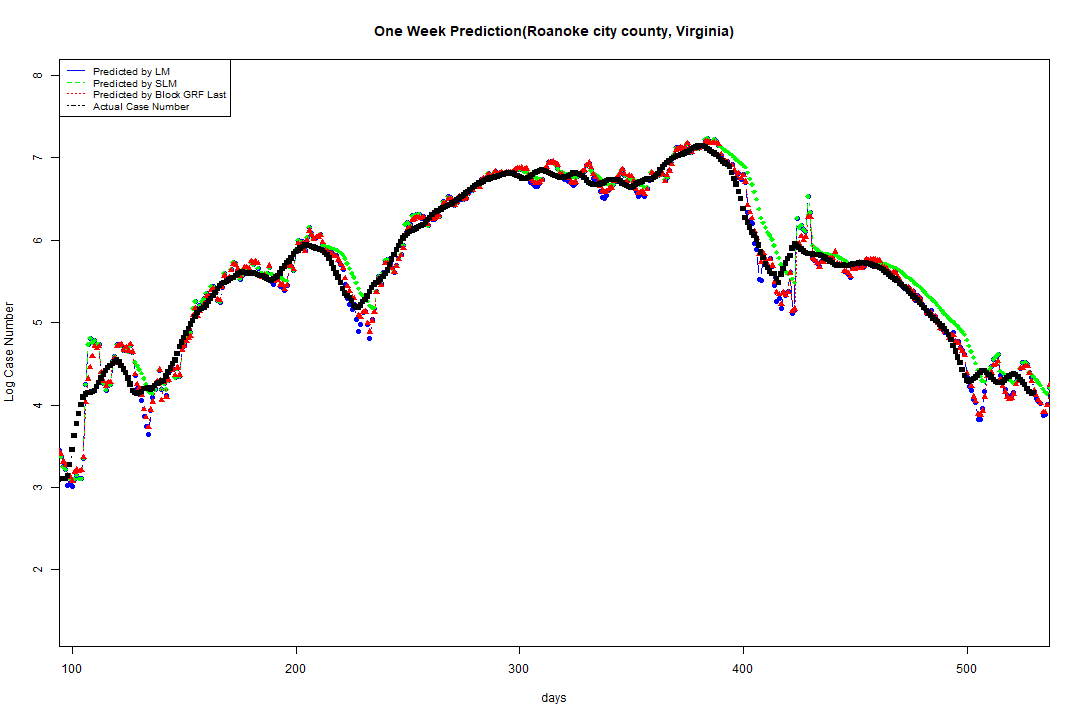 One Week Prediction(Roanoke city county, Virginia)
Predicted by LM
Predicted by SLM
Predicted by Block GRF Last
Actual Case Number
8
7
6
5
4
3
2
Log Case Number
100 200 300 400 500
days